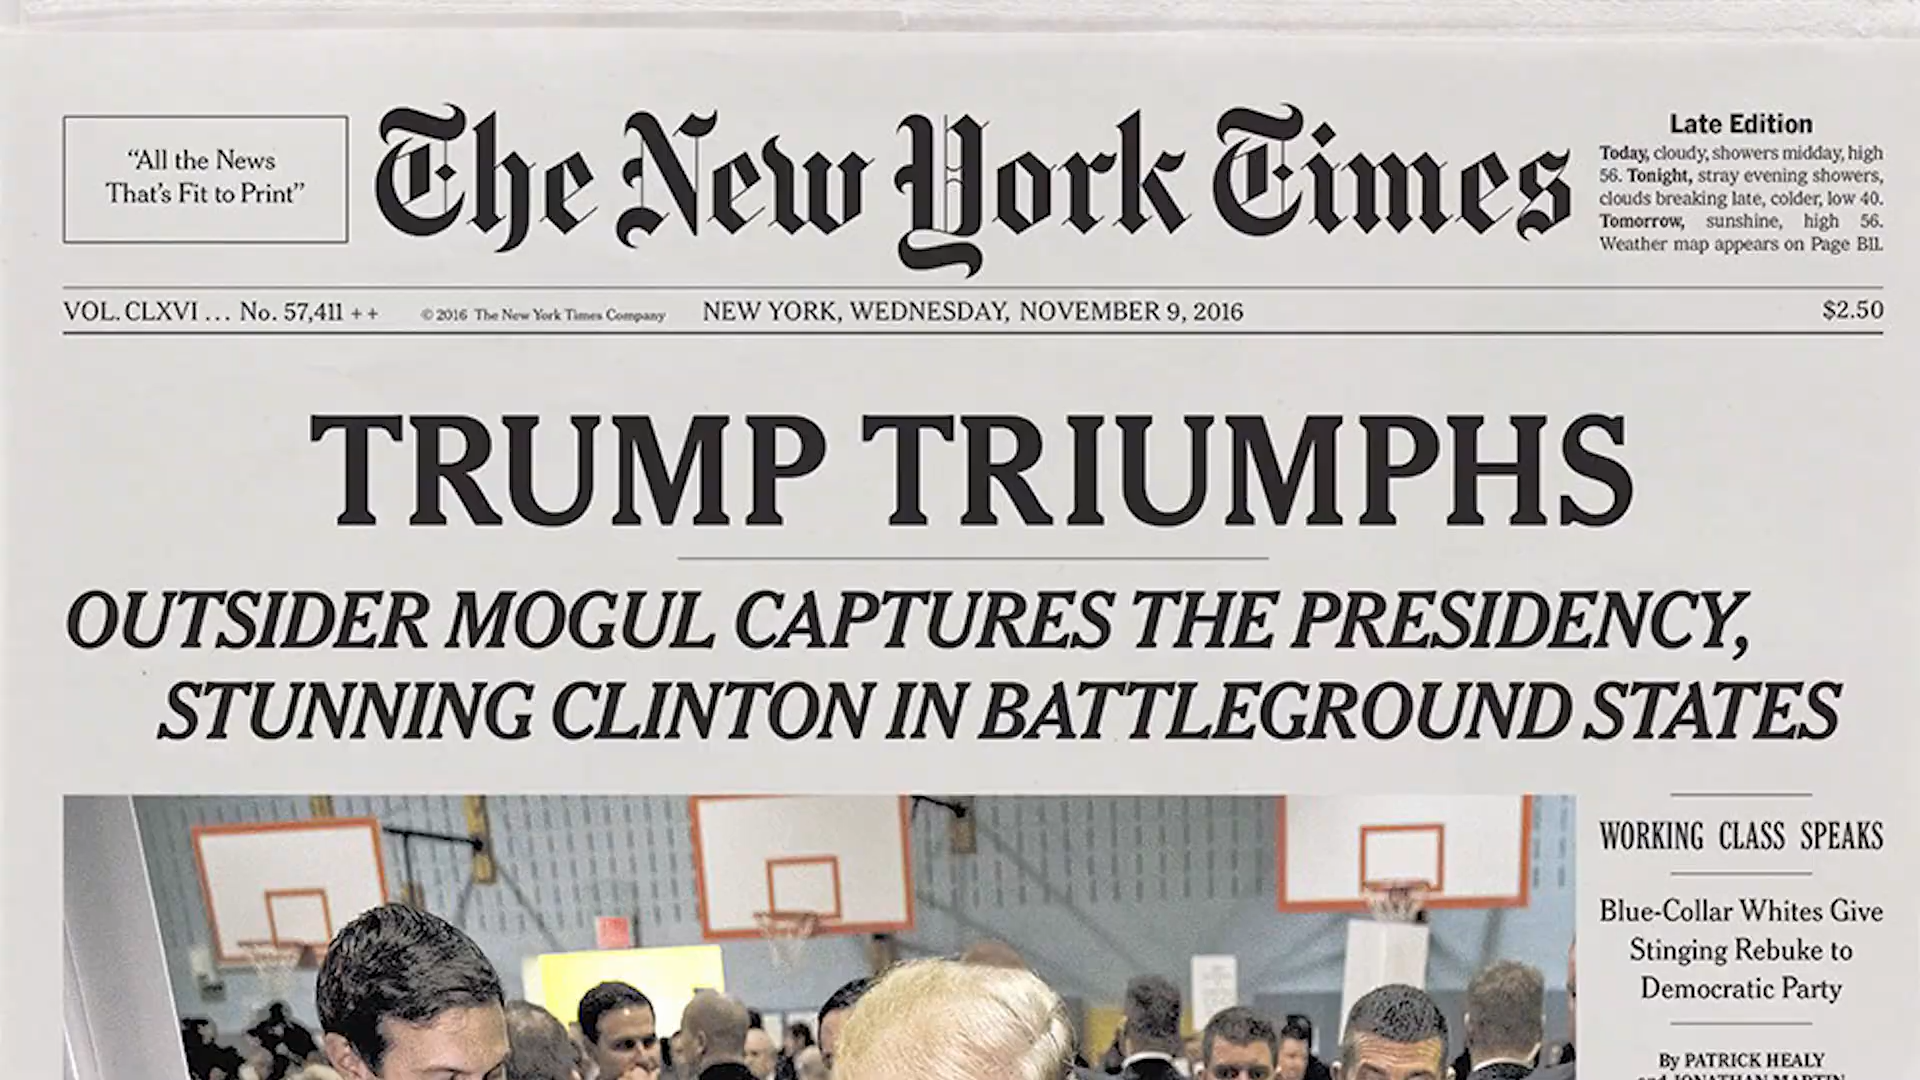 "All the News
That's Fit to Print"
The New York Times
Late Edition
Today, cloudy, showers midday, high
56. Tonight, stray evening showers,
clouds breaking late, colder, low 40.
Tomorrow, sunshine, high 56.
Weather map appears on Page B11.
VOL. CLXVI ... No. 57,411 ++
© 2016 The New York Times Company
NEW YORK, WEDNESDAY, NOVEMBER 9, 2016
$2.50
TRUMP TRIUMPHS
OUTSIDER MOGUL CAPTURES THE PRESIDENCY,
STUNNING CLINTON IN BATTLEGROUND STATES
WORKING CLASS SPEAKS
Blue-Collar Whites Give
Stinging Rebuke to
Democratic Party
By PATRICK HEALY
and JONATHAN MARTIN